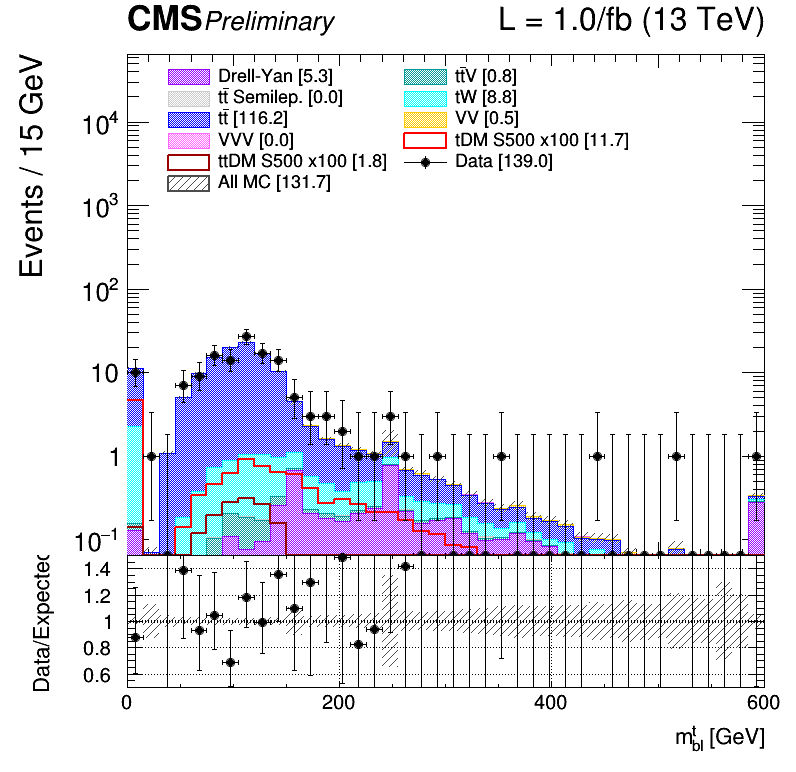 CMS Preliminary L = 1.0/fb (13 TeV)
Events / 15 GeV
Drell-Yan [5.3]
tt̄ Semilep. [0.0]
tt̄ [116.2]
VVV [0.0]
ttDM S500 x100 [1.8]
All MC [131.7]
tt̄V [0.8]
tW [8.8]
VV [0.5]
tDM S500 x100 [11.7]
Data [139.0]
10⁴
10³
10²
10
1
10⁻¹
Data/Expected
1.4
1.2
1
0.8
0.6
0 200 400 600
mᵗbl [GeV]